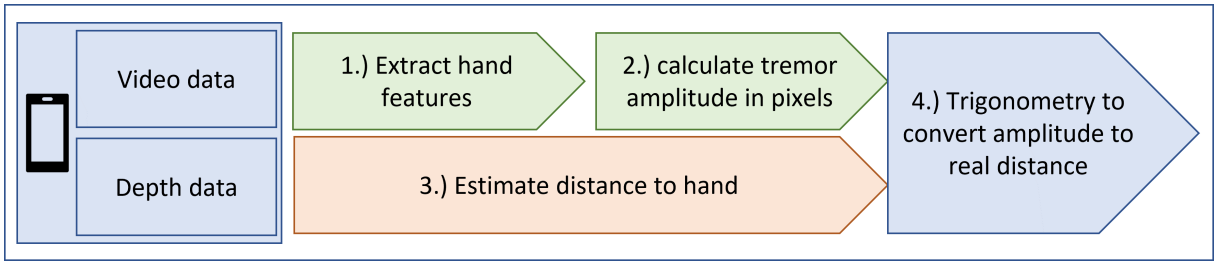 Video data
Depth data
1.) Extract hand
features
2.) calculate tremor
amplitude in pixels
3.) Estimate distance to hand
4.) Trigonometry to
convert amplitude to
real distance